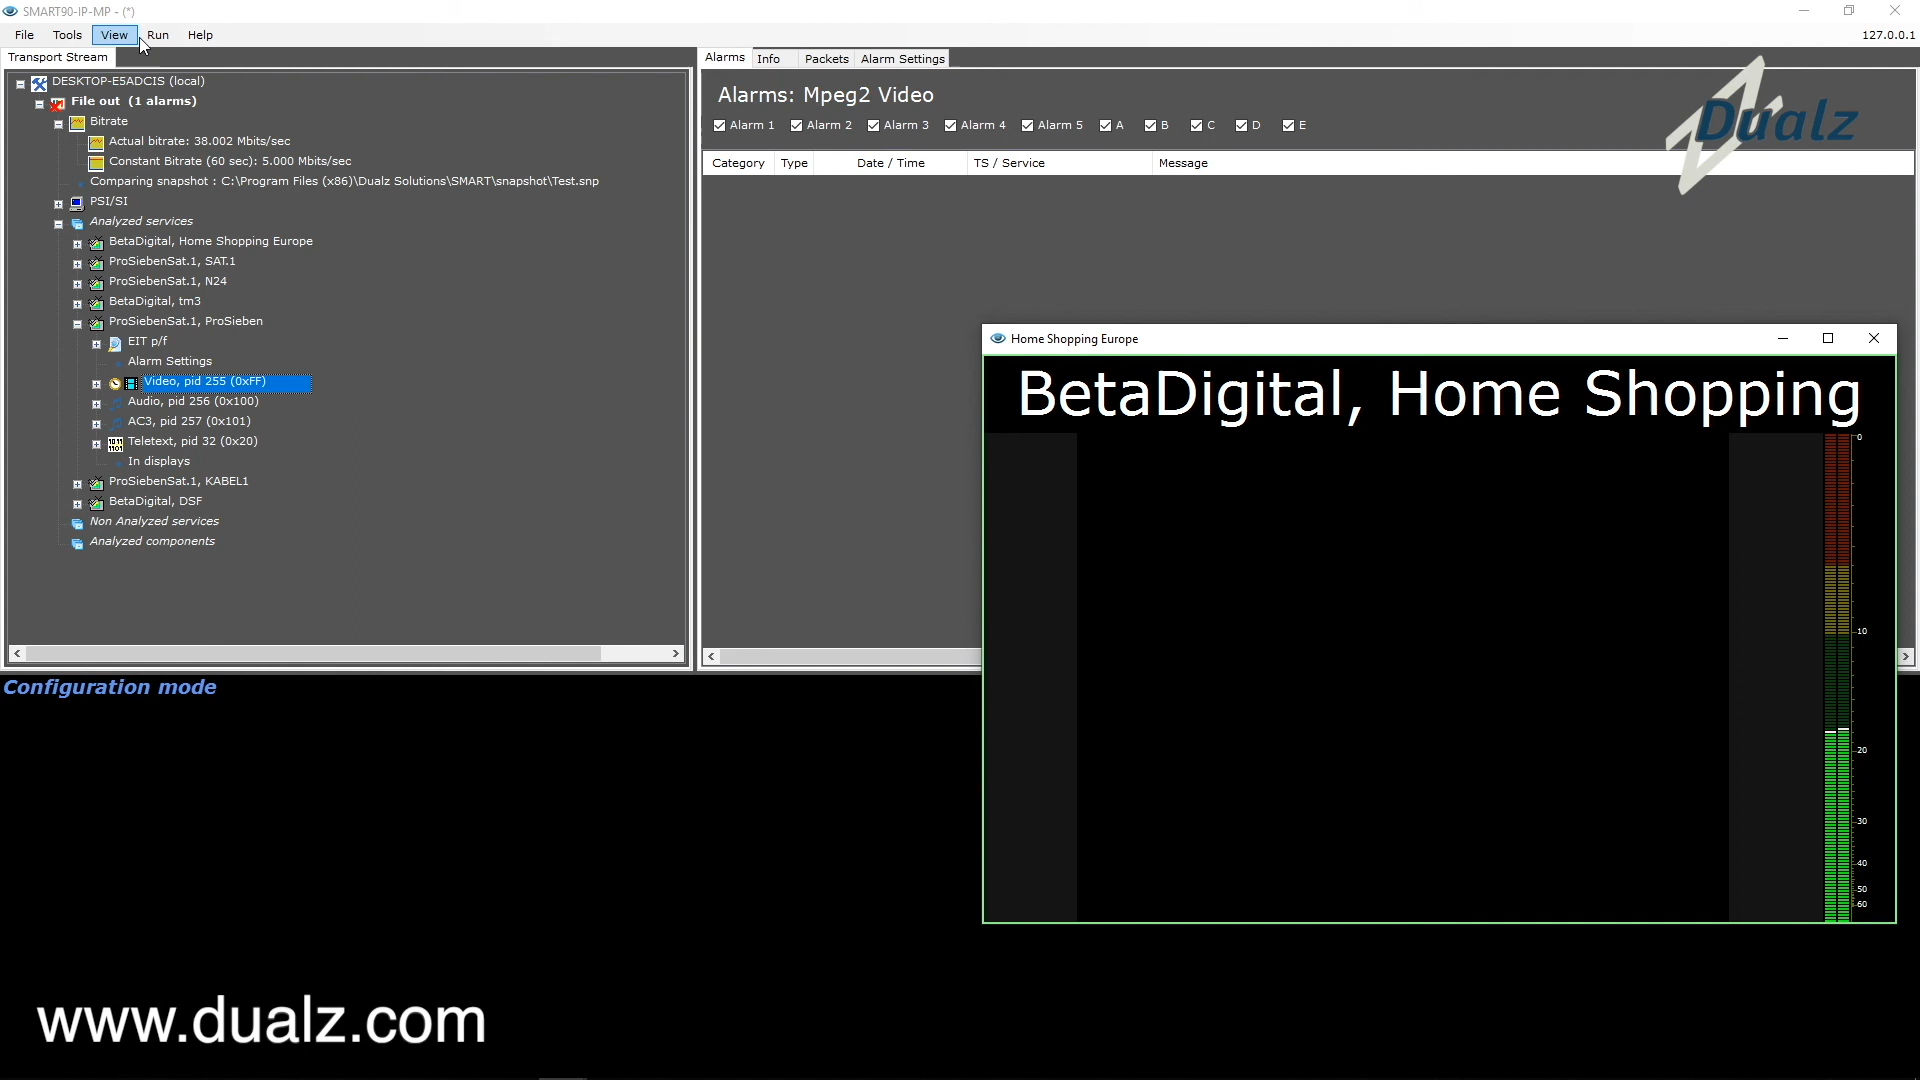 SMART90-IP-MP - (*)
File Tools View Run Help
127.0.0.1
Transport Stream
DESKTOP-E5ADCIS (local)
File out (1 alarms)
Bitrate
Actual bitrate: 38.002 Mbits/sec
Constant Bitrate (60 sec): 5.000 Mbits/sec
Comparing snapshot : C:\Program Files (x86)\Dualz Solutions\SMART\snapshot\Test.snp
PSI/SI
Analyzed services
BetaDigital, Home Shopping Europe
ProSiebenSat.1, SAT.1
ProSiebenSat.1, N24
BetaDigital, tm3
ProSiebenSat.1, ProSieben
EIT p/f
Alarm Settings
Video, pid 255 (0xFF)
Audio, pid 256 (0x100)
AC3, pid 257 (0x101)
Teletext, pid 32 (0x20)
In displays
ProSiebenSat.1, KABEL1
BetaDigital, DSF
Non Analyzed services
Analyzed components
Alarms Info Packets Alarm Settings
Alarms: Mpeg2 Video
Alarm 1 Alarm 2 Alarm 3 Alarm 4 Alarm 5 A B C D E
Category Type Date / Time TS / Service Message
Dualz
Home Shopping Europe
BetaDigital, Home Shopping
0
10
20
30
40
50
60
Configuration mode
www.dualz.com